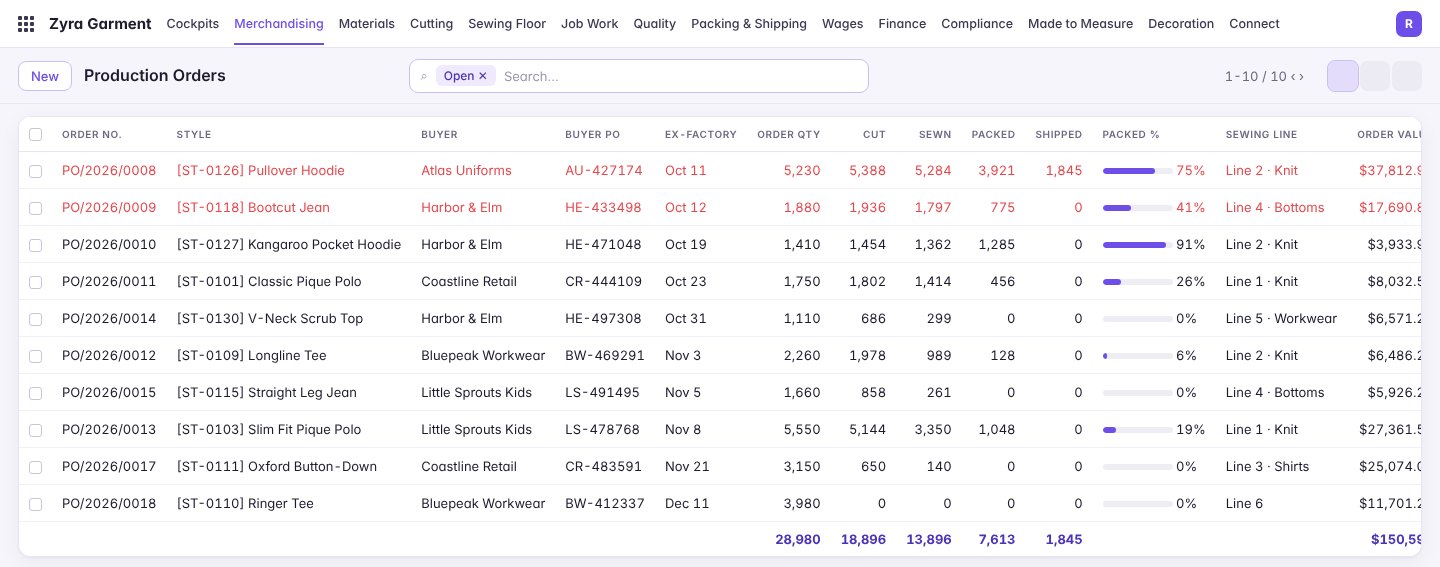 Zyra Garment Cockpits Merchandising Materials Cutting Sewing Floor Job Work Quality Packing & Shipping Wages Finance Compliance Made to Measure Decoration Connect R
New Production Orders Open ✕ Search... 1-10 / 10 ‹ ›
ORDER NO. STYLE BUYER BUYER PO EX-FACTORY ORDER QTY CUT SEWN PACKED SHIPPED PACKED % SEWING LINE ORDER VALU
PO/2026/0008 [ST-0126] Pullover Hoodie Atlas Uniforms AU-427174 Oct 11 5,230 5,388 5,284 3,921 1,845 75% Line 2 · Knit $37,812.9
PO/2026/0009 [ST-0118] Bootcut Jean Harbor & Elm HE-433498 Oct 12 1,880 1,936 1,797 775 0 41% Line 4 · Bottoms $17,690.8
PO/2026/0010 [ST-0127] Kangaroo Pocket Hoodie Harbor & Elm HE-471048 Oct 19 1,410 1,454 1,362 1,285 0 91% Line 2 · Knit $3,933.9
PO/2026/0011 [ST-0101] Classic Pique Polo Coastline Retail CR-444109 Oct 23 1,750 1,802 1,414 456 0 26% Line 1 · Knit $8,032.5
PO/2026/0014 [ST-0130] V-Neck Scrub Top Harbor & Elm HE-497308 Oct 31 1,110 686 299 0 0 0% Line 5 · Workwear $6,571.2
PO/2026/0012 [ST-0109] Longline Tee Bluepeak Workwear BW-469291 Nov 3 2,260 1,978 989 128 0 6% Line 2 · Knit $6,486.2
PO/2026/0015 [ST-0115] Straight Leg Jean Little Sprouts Kids LS-491495 Nov 5 1,660 858 261 0 0 0% Line 4 · Bottoms $5,926.2
PO/2026/0013 [ST-0103] Slim Fit Pique Polo Little Sprouts Kids LS-478768 Nov 8 5,550 5,144 3,350 1,048 0 19% Line 1 · Knit $27,361.5
PO/2026/0017 [ST-0111] Oxford Button-Down Coastline Retail CR-483591 Nov 21 3,150 650 140 0 0 0% Line 3 · Shirts $25,074.0
PO/2026/0018 [ST-0110] Ringer Tee Bluepeak Workwear BW-412337 Dec 11 3,980 0 0 0 0 0% Line 6 $11,701.2
28,980 18,896 13,896 7,613 1,845 $150,59